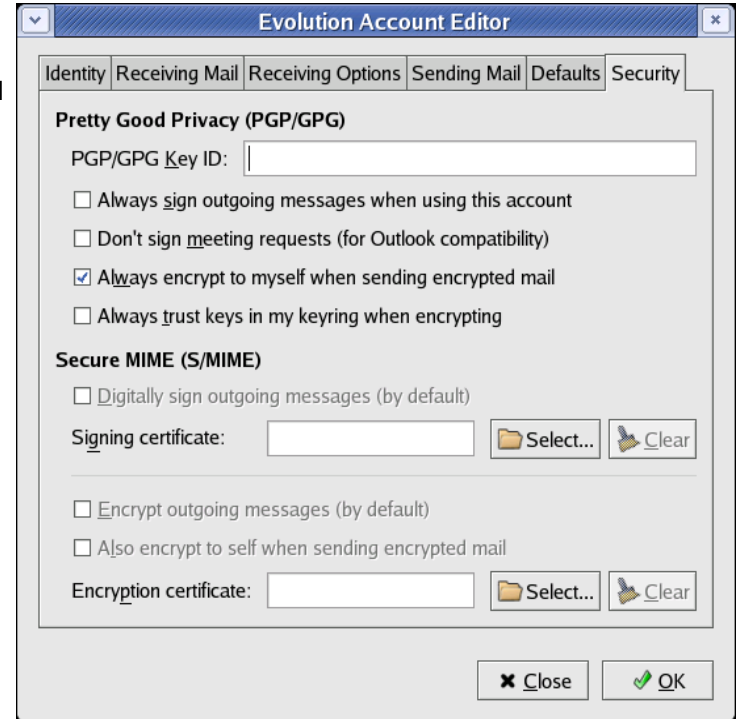 Evolution Account Editor
Identity Receiving Mail Receiving Options Sending Mail Defaults Security
Pretty Good Privacy (PGP/GPG)
PGP/GPG Key ID:
Always sign outgoing messages when using this account
Don't sign meeting requests (for Outlook compatibility)
Always encrypt to myself when sending encrypted mail
Always trust keys in my keyring when encrypting
Secure MIME (S/MIME)
Digitally sign outgoing messages (by default)
Signing certificate: Select... Clear
Encrypt outgoing messages (by default)
Also encrypt to self when sending encrypted mail
Encryption certificate: Select... Clear
Close OK